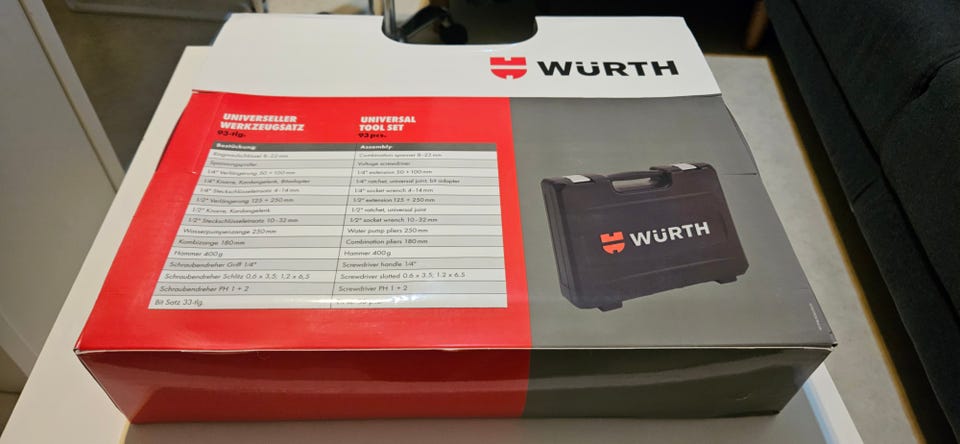 WÜRTH
UNIVERSELLER
WERKZEUGSATZ
93-tlg.
UNIVERSAL
TOOL SET
93 pcs.
Bestückung: Assembly:
Ringmaulschlüssel 8-22 mm Combination spanner 8-22 mm
Spannungsprüfer Voltage screwdriver
1/4" Verlängerung 50 + 100 mm 1/4" extension 50 + 100 mm
1/4" Knarre, Kardangelenk, Bitadapter 1/4" ratchet, universal joint, bit adapter
1/4" Steckschlüsseleinsatz 4-14 mm 1/4" socket wrench 4-14 mm
1/2" Verlängerung 125 + 250 mm 1/2" extension 125 + 250 mm
1/2" Knarre, Kardangelenk 1/2" ratchet, universal joint
1/2" Steckschlüsseleinsatz 10-32 mm 1/2" socket wrench 10-32 mm
Wasserpumpenzange 250 mm Water pump pliers 250 mm
Kombizange 180 mm Combination pliers 180 mm
Hammer 400 g Hammer 400 g
Schraubendreher Griff 1/4" Screwdriver handle 1/4"
Schraubendreher Schlitz 0,6 x 3,5; 1,2 x 6,5 Screwdriver slotted 0.6 x 3.5; 1.2 x 6.5
Schraubendreher PH 1 + 2 Screwdriver PH 1 + 2
Bit Satz 33-tlg.
WÜRTH